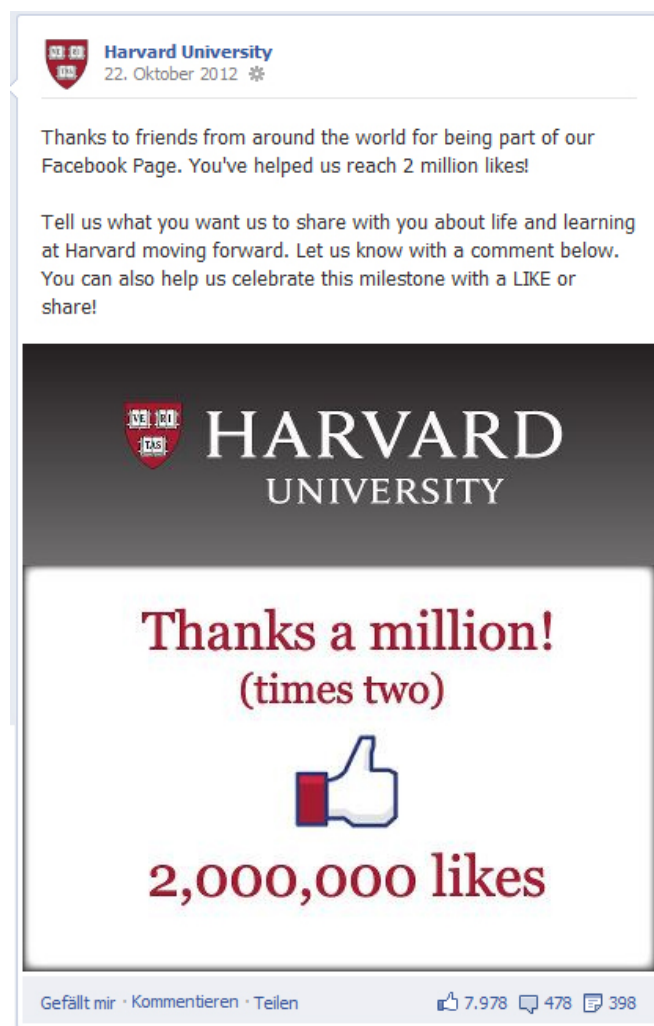 Harvard University
22. Oktober 2012
Thanks to friends from around the world for being part of our
Facebook Page. You've helped us reach 2 million likes!
Tell us what you want us to share with you about life and learning
at Harvard moving forward. Let us know with a comment below.
You can also help us celebrate this milestone with a LIKE or
share!
VE RI
TAS
HARVARD
UNIVERSITY
Thanks a million!
(times two)
2,000,000 likes
Gefällt mir · Kommentieren · Teilen 7.978 478 398